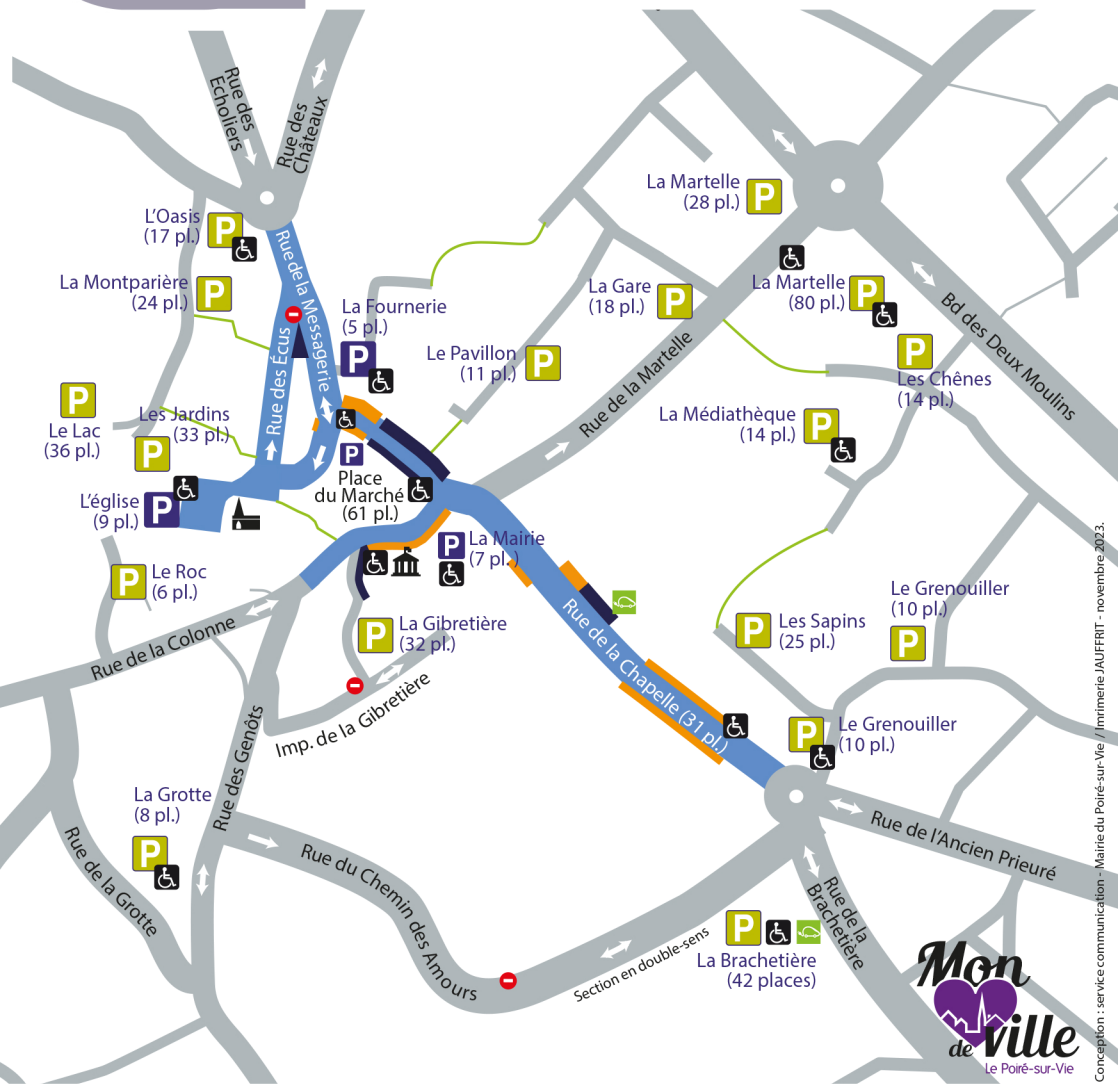 Rue des
Echoliers
Rue des
Châteaux
L'Oasis
(17 pl.)
P
La Martelle
(28 pl.)
P
La Montparière
(24 pl.)
P
Rue de la Messagerie
La Fournerie
(5 pl.)
P
La Gare
(18 pl.)
P
La Martelle
(80 pl.)
P
Bd des Deux Moulins
Rue des Écus
Le Pavillon
(11 pl.)
P
Rue de la Martelle
P
Les Chênes
(14 pl.)
P
Le Lac
(36 pl.)
Les Jardins
(33 pl.)
P
La Médiathèque
(14 pl.)
P
P
Place
du Marché
(61 pl.)
L'église
(9 pl.)
P
P
La Mairie
(7 pl.)
P
Le Roc
(6 pl.)
Le Grenouiller
(10 pl.)
P
Rue de la Colonne
P
La Gibretière
(32 pl.)
Rue de la Chapelle (31 pl.)
P
Les Sapins
(25 pl.)
Imp. de la Gibretière
Rue des Genôts
P
Le Grenouiller
(10 pl.)
La Grotte
(8 pl.)
P
Rue de la Grotte
Rue du Chemin des Amours
Rue de l'Ancien Prieuré
Rue de la
Brachetière
Section en double-sens
P
La Brachetière
(42 places)
Mon
de ville
Le Poiré-sur-Vie
Conception : service communication - Mairie du Poiré-sur-Vie / Imrimerie JAUFFRIT - novembre 2023.